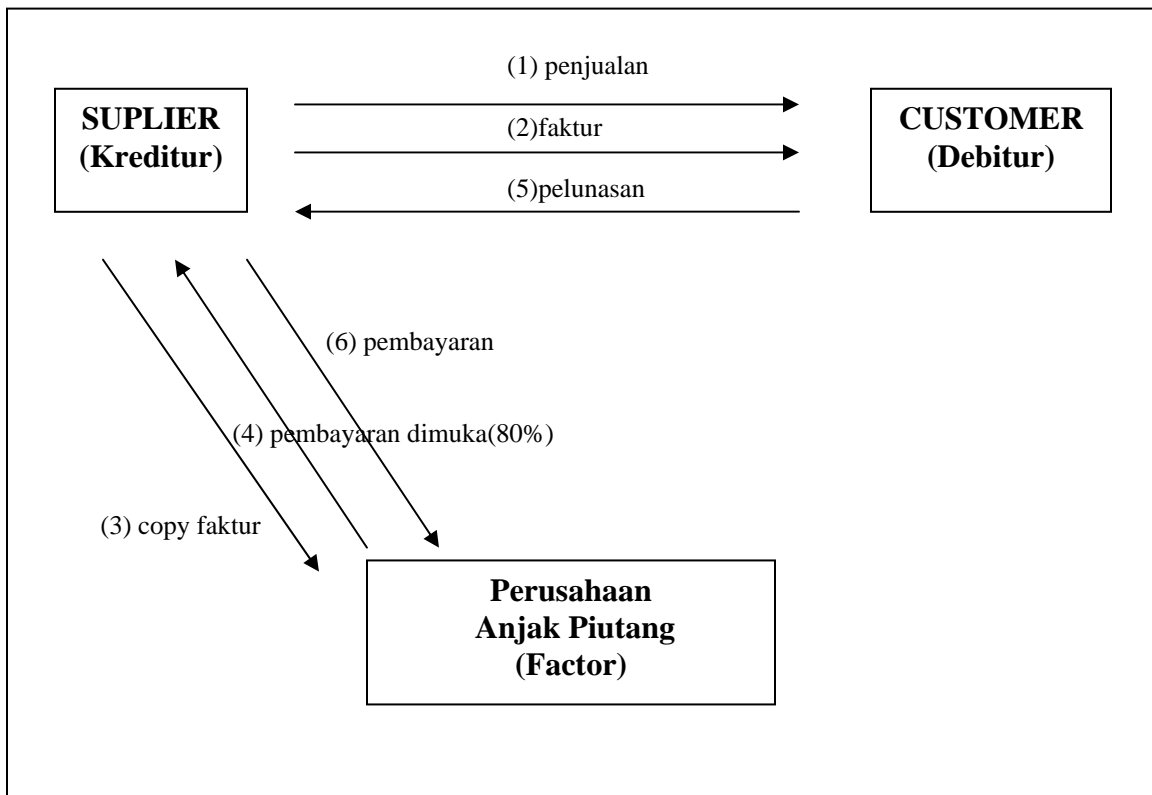 (1) penjualan
SUPLIER
(Kreditur)
(2)faktur
CUSTOMER
(Debitur)
(5)pelunasan
(6) pembayaran
(4) pembayaran dimuka(80%)
(3) copy faktur
Perusahaan
Anjak Piutang
(Factor)